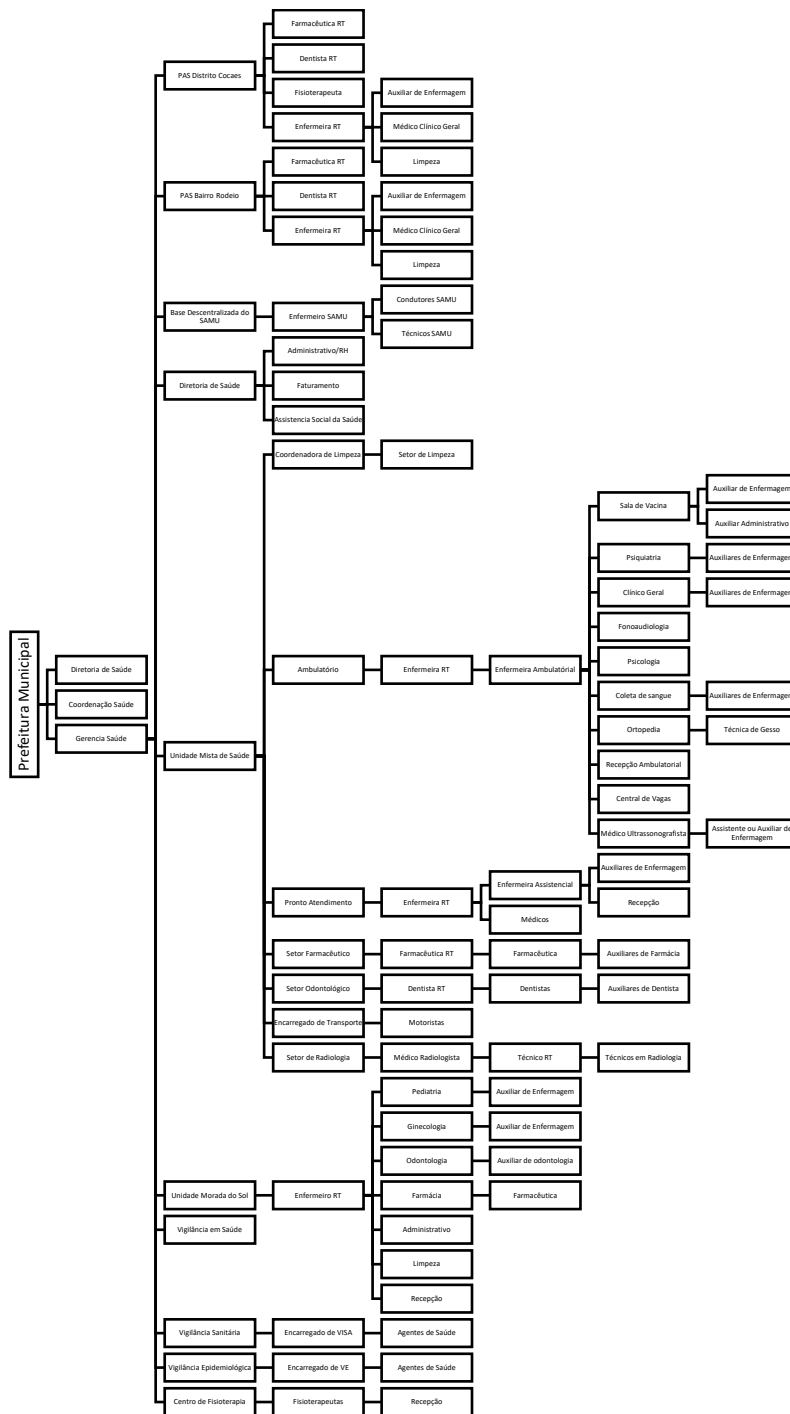 Prefeitura Municipal
Diretoria de Saúde
Coordenação Saúde
Gerencia Saúde
PAS Distrito Cocaes
Farmacêutica RT
Dentista RT
Fisioterapeuta
Enfermeira RT
Auxiliar de Enfermagem
Médico Clínico Geral
Limpeza
PAS Bairro Rodeio
Farmacêutica RT
Dentista RT
Enfermeira RT
Auxiliar de Enfermagem
Médico Clínico Geral
Limpeza
Base Descentralizada do
SAMU
Enfermeiro SAMU
Condutores SAMU
Técnicos SAMU
Diretoria de Saúde
Administrativo/RH
Faturamento
Assistencia Social da Saúde
Unidade Mista de Saúde
Coordenadora de Limpeza
Setor de Limpeza
Ambulatório
Enfermeira RT
Enfermeira Ambulátórial
Sala de Vacina
Auxiliar de Enfermagem
Auxiliar Administrativo
Psiquiatria
Auxiliares de Enfermagem
Clínico Geral
Auxiliares de Enfermagem
Fonoaudiologia
Psicologia
Coleta de sangue
Auxiliares de Enfermagem
Ortopedia
Técnica de Gesso
Recepção Ambulatorial
Central de Vagas
Médico Ultrassonografista
Assistente ou Auxiliar de
Enfermagem
Pronto Atendimento
Enfermeira RT
Enfermeira Assistencial
Auxiliares de Enfermagem
Recepção
Médicos
Setor Farmacêutico
Farmacêutica RT
Farmacêutica
Auxiliares de Farmácia
Setor Odontológico
Dentista RT
Dentistas
Auxiliares de Dentista
Encarregado de Transporte
Motoristas
Setor de Radiologia
Médico Radiologista
Técnico RT
Técnicos em Radiologia
Unidade Morada do Sol
Enfermeiro RT
Pediatria
Auxiliar de Enfermagem
Ginecologia
Auxiliar de Enfermagem
Odontologia
Auxiliar de odontologia
Farmácia
Farmacêutica
Administrativo
Limpeza
Recepção
Vigilância em Saúde
Vigilância Sanitária
Encarregado de VISA
Agentes de Saúde
Vigilância Epidemiológica
Encarregado de VE
Agentes de Saúde
Centro de Fisioterapia
Fisioterapeutas
Recepção